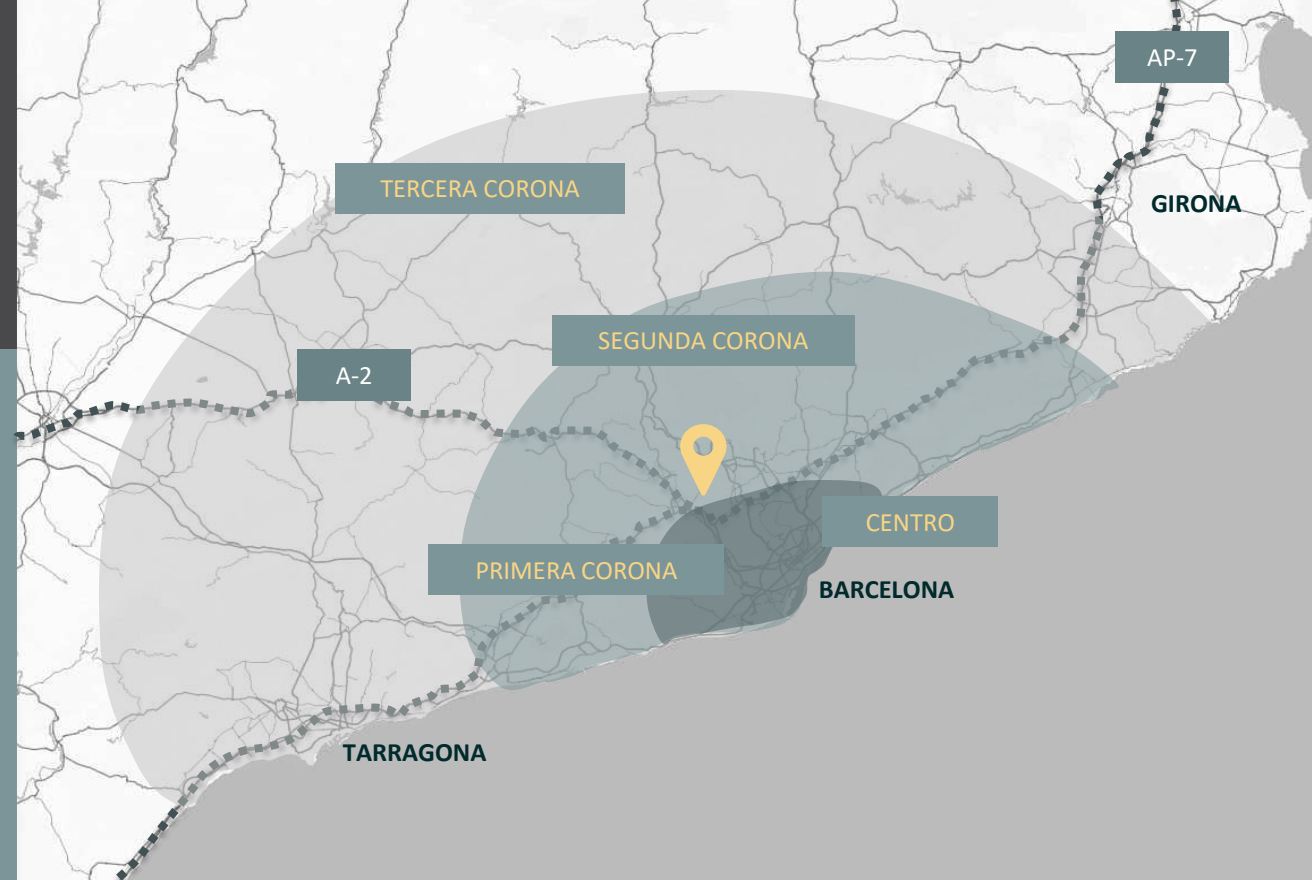 AP-7
TERCERA CORONA
GIRONA
SEGUNDA CORONA
A-2
CENTRO
PRIMERA CORONA
BARCELONA
TARRAGONA